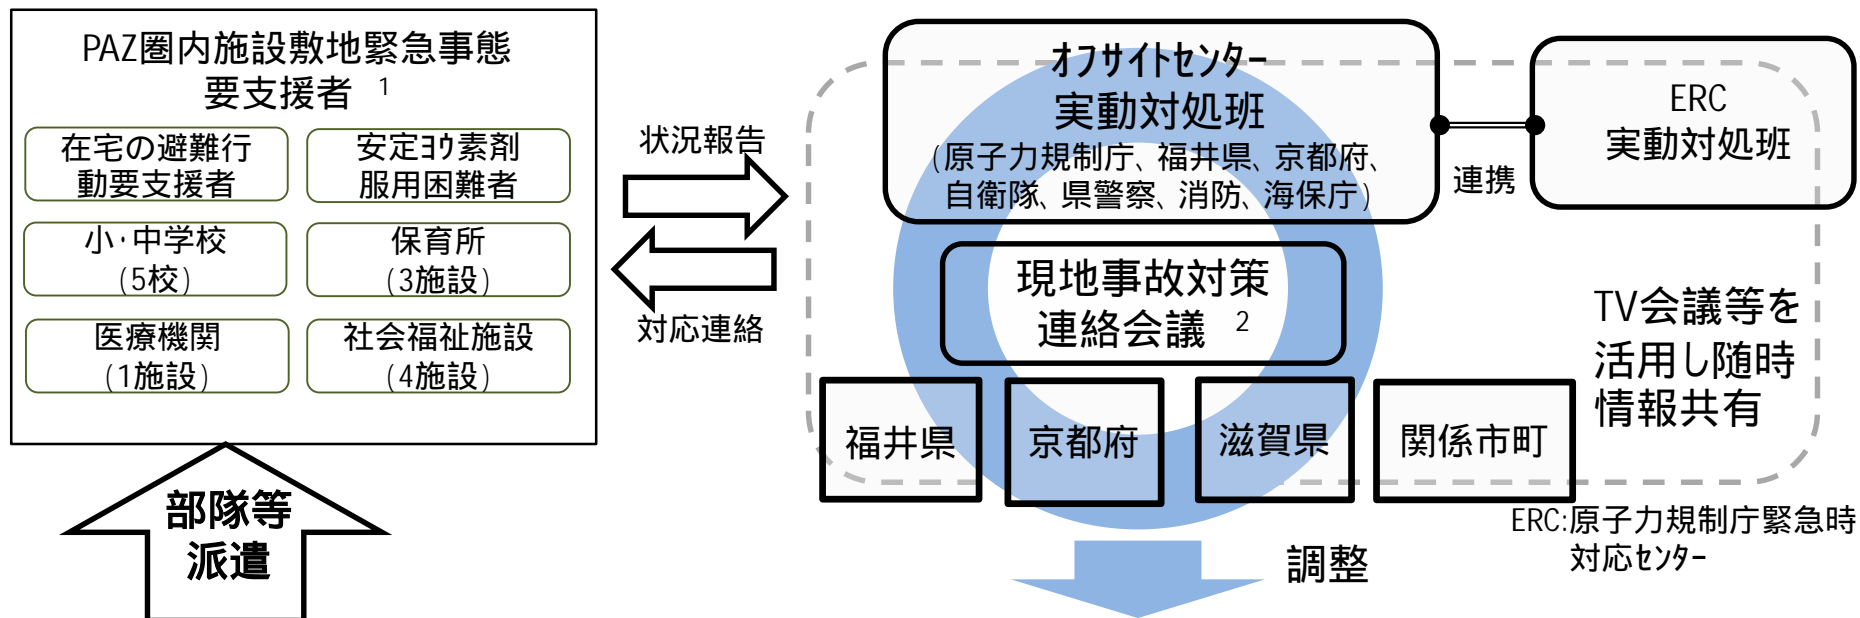 PAZ圏内施設敷地緊急事態
要支援者 1
在宅の避難行
動要支援者
安定ﾖｳ素剤
服用困難者
小・中学校
(5校)
保育所
(3施設)
医療機関
(1施設)
社会福祉施設
(4施設)
部隊等
派遣
状況報告
対応連絡
ｵﾌｻｲﾄｾﾝﾀｰ
実動対処班
(原子力規制庁、福井県、京都府、
自衛隊、県警察、消防、海保庁)
連携
ERC
実動対処班
現地事故対策
連絡会議 2
TV会議等を
活用し随時
情報共有
福井県
京都府
滋賀県
関係市町
ERC:原子力規制庁緊急時
対応ｾﾝﾀｰ
調整